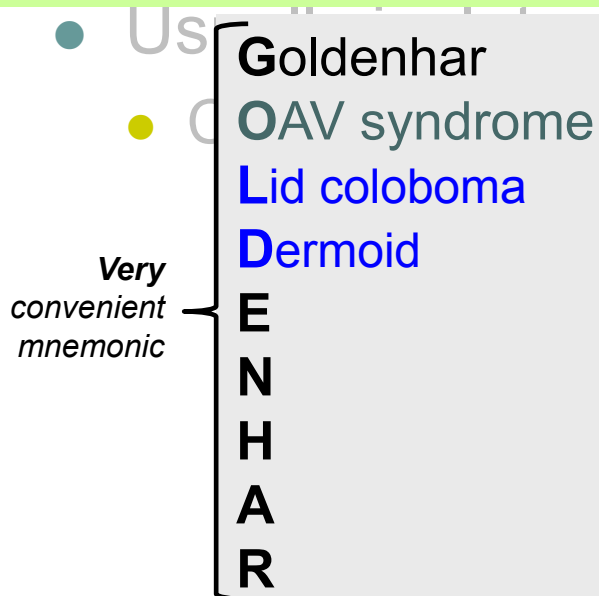 Goldenhar
OAV syndrome
Lid coloboma
Dermoid
Very
convenient
mnemonic
E
N
H
A
R